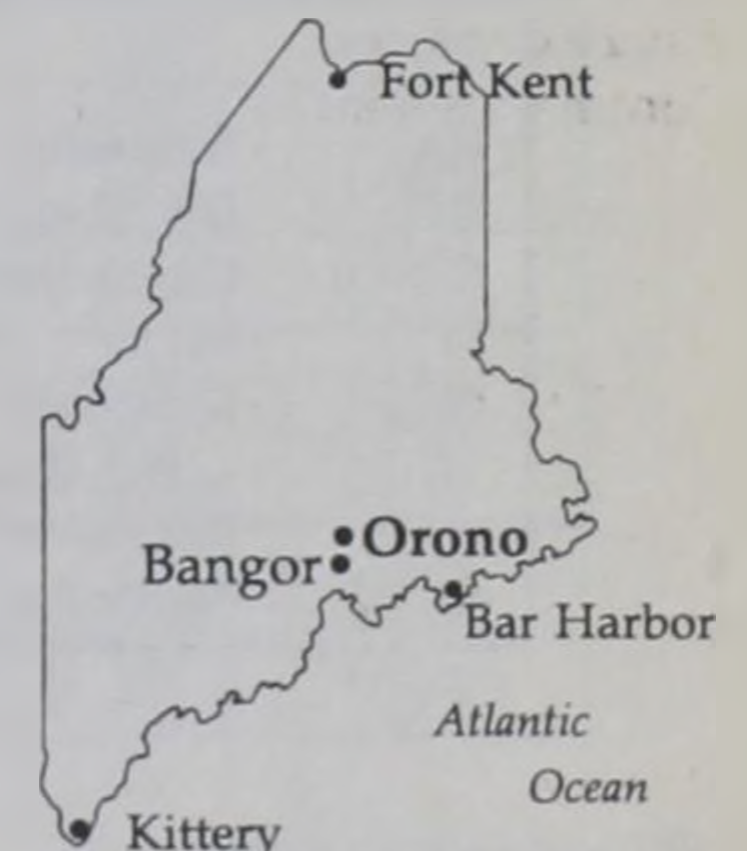 Fort Kent
Orono
Bangor
Bar Harbor
Atlantic
Ocean
Kittery